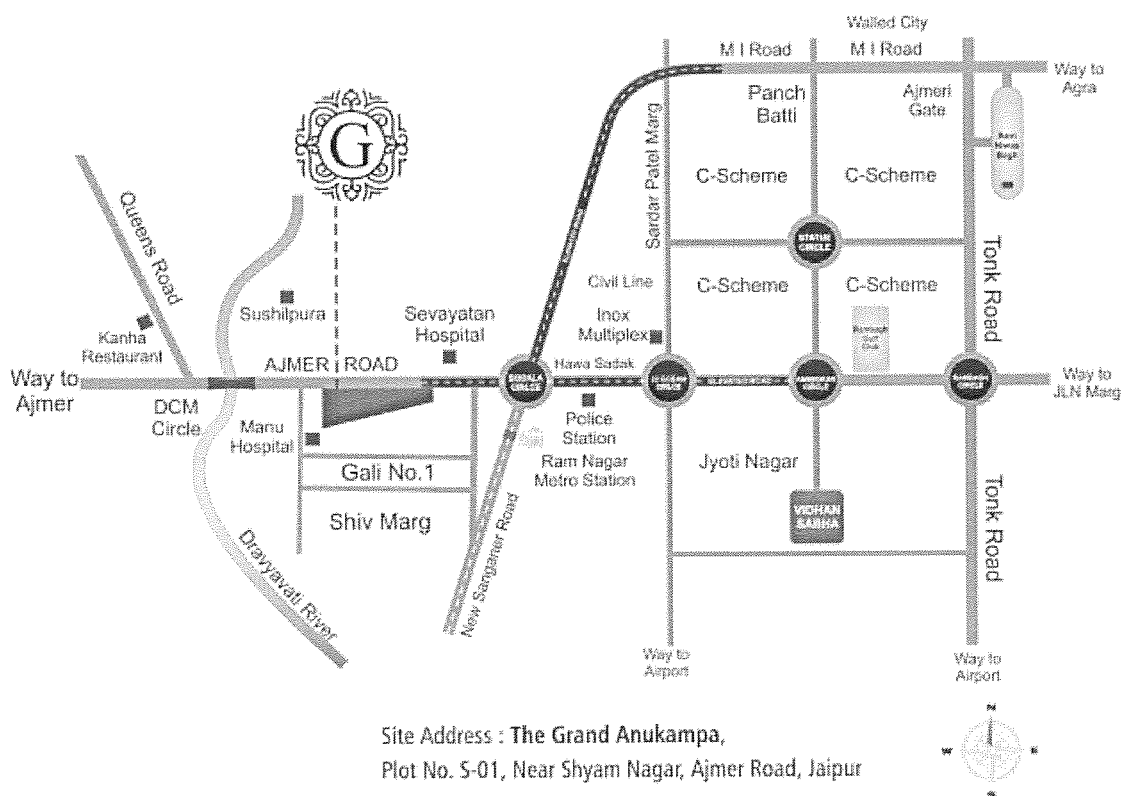 Walled City
M I Road
M I Road
Way to
Agra
Panch
Batti
Ajmeri
Gate
Sardar Patel Marg
C-Scheme
C-Scheme
G
Queens Road
STATUE
CIRCLE
Tonk Road
Civil Line
C-Scheme
C-Scheme
Sushilpura
Sevayatan
Hospital
Inox
Multiplex
Kanha
Restaurant
AJMER ROAD
Hawa Sadak
Way to
Ajmer
Way to
JLN Marg
DCM
Circle
Manu
Hospital
Police
Station
Ram Nagar
Metro Station
Jyoti Nagar
Gali No.1
VIDHAN
SABHA
Tonk Road
Shiv Marg
New Sanganer Road
Dravyavati River
Way to
Airport
Way to
Airport
Site Address : The Grand Anukampa,
Plot No. S-01, Near Shyam Nagar, Ajmer Road, Jaipur
N
W
E
S